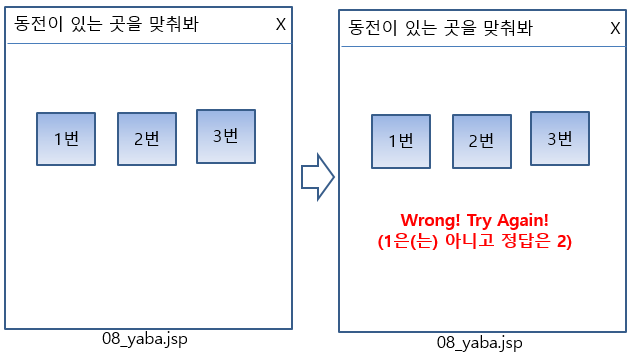 동전이 있는 곳을 맞춰봐 X
1번 2번 3번
08_yaba.jsp
동전이 있는 곳을 맞춰봐 X
1번 2번 3번
Wrong! Try Again!
(1은(는) 아니고 정답은 2)
08_yaba.jsp